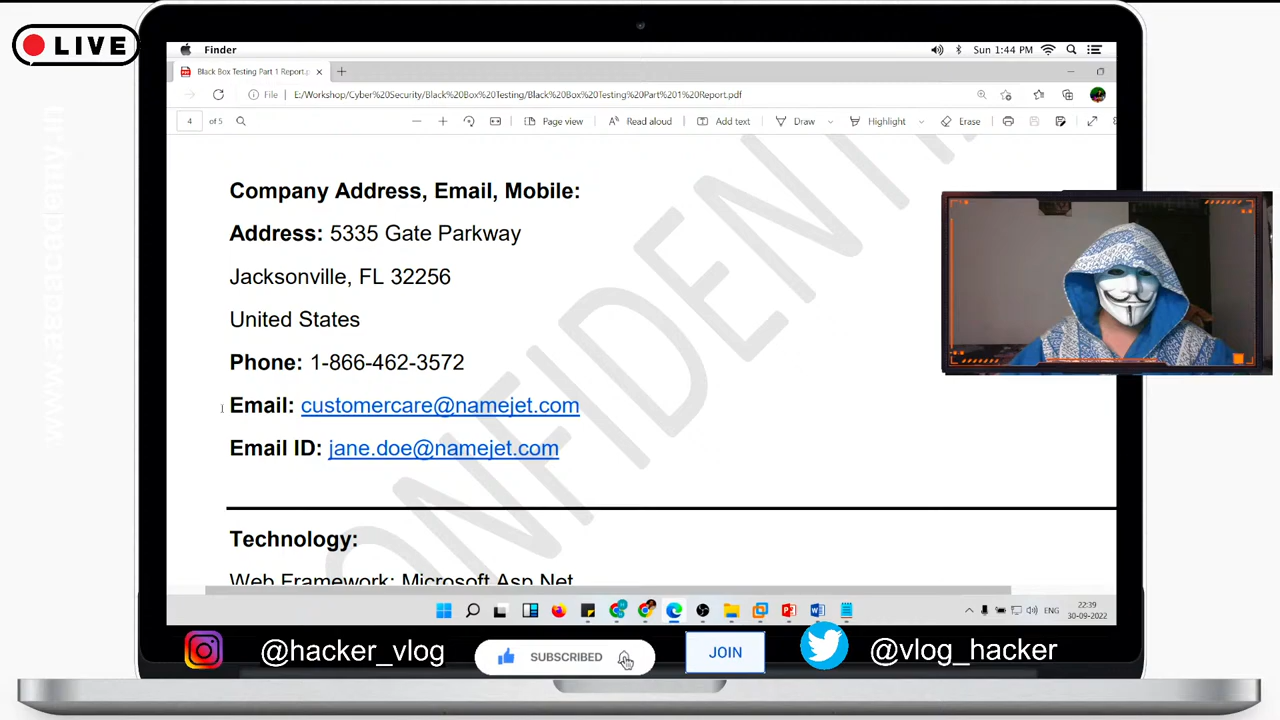 LIVE
Finder
Sun 1:44 PM
Black Box Testing Part 1 Report.p
File
E:/Workshop/Cyber%20Security/Black%20Box%20Testing/Black%20Box%20Testing%20Part%201%20Report.pdf
4 of 5
Page view
Read aloud
Add text
Draw
Highlight
Erase
CONFIDENTI
Company Address, Email, Mobile:
Address: 5335 Gate Parkway
Jacksonville, FL 32256
United States
Phone: 1-866-462-3572
Email: customercare@namejet.com
Email ID: jane.doe@namejet.com
Technology:
Web Framework: Microsoft Asp Net
ENG
22:39
30-09-2022
@hacker_vlog
SUBSCRIBED
JOIN
@vlog_hacker